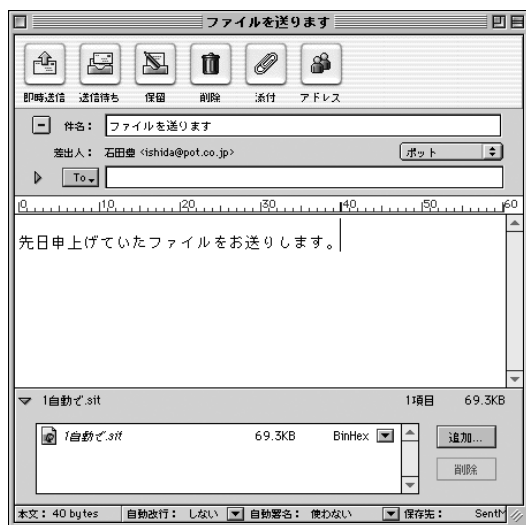 ファイルを送ります
即時送信 送信待ち 保留 削除 添付 アドレス
件名： ファイルを送ります
差出人： 石田豊 <ishida@pot.co.jp> ポット
To
0 10 20 30 40 50 60
先日申上げていたファイルをお送りします。
1自動で.sit 1項目 69.3KB
1自動で.sit 69.3KB BinHex 追加...
削除
本文： 40 bytes 自動改行： しない 自動署名： 使わない 保存先：